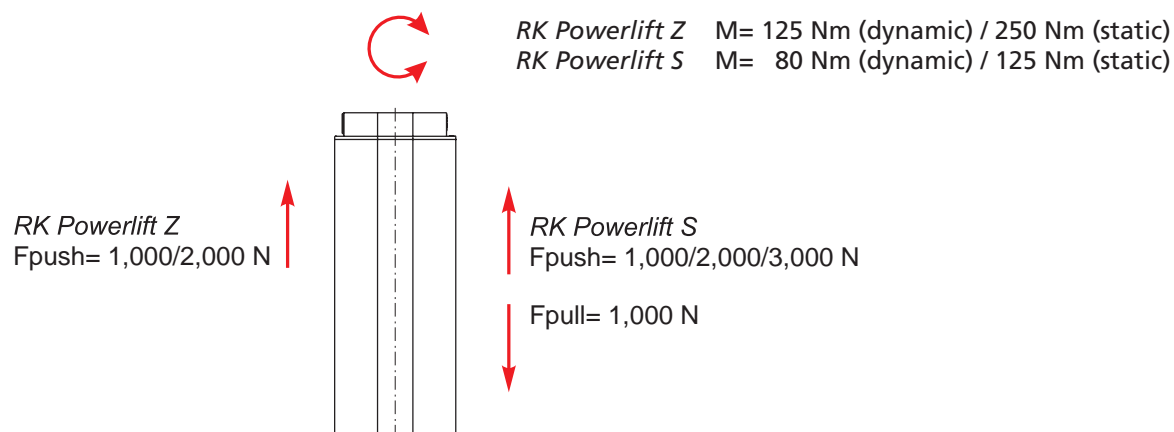 RK Powerlift Z M= 125 Nm (dynamic) / 250 Nm (static)
RK Powerlift S M= 80 Nm (dynamic) / 125 Nm (static)
RK Powerlift Z
Fpush= 1,000/2,000 N
RK Powerlift S
Fpush= 1,000/2,000/3,000 N
Fpull= 1,000 N